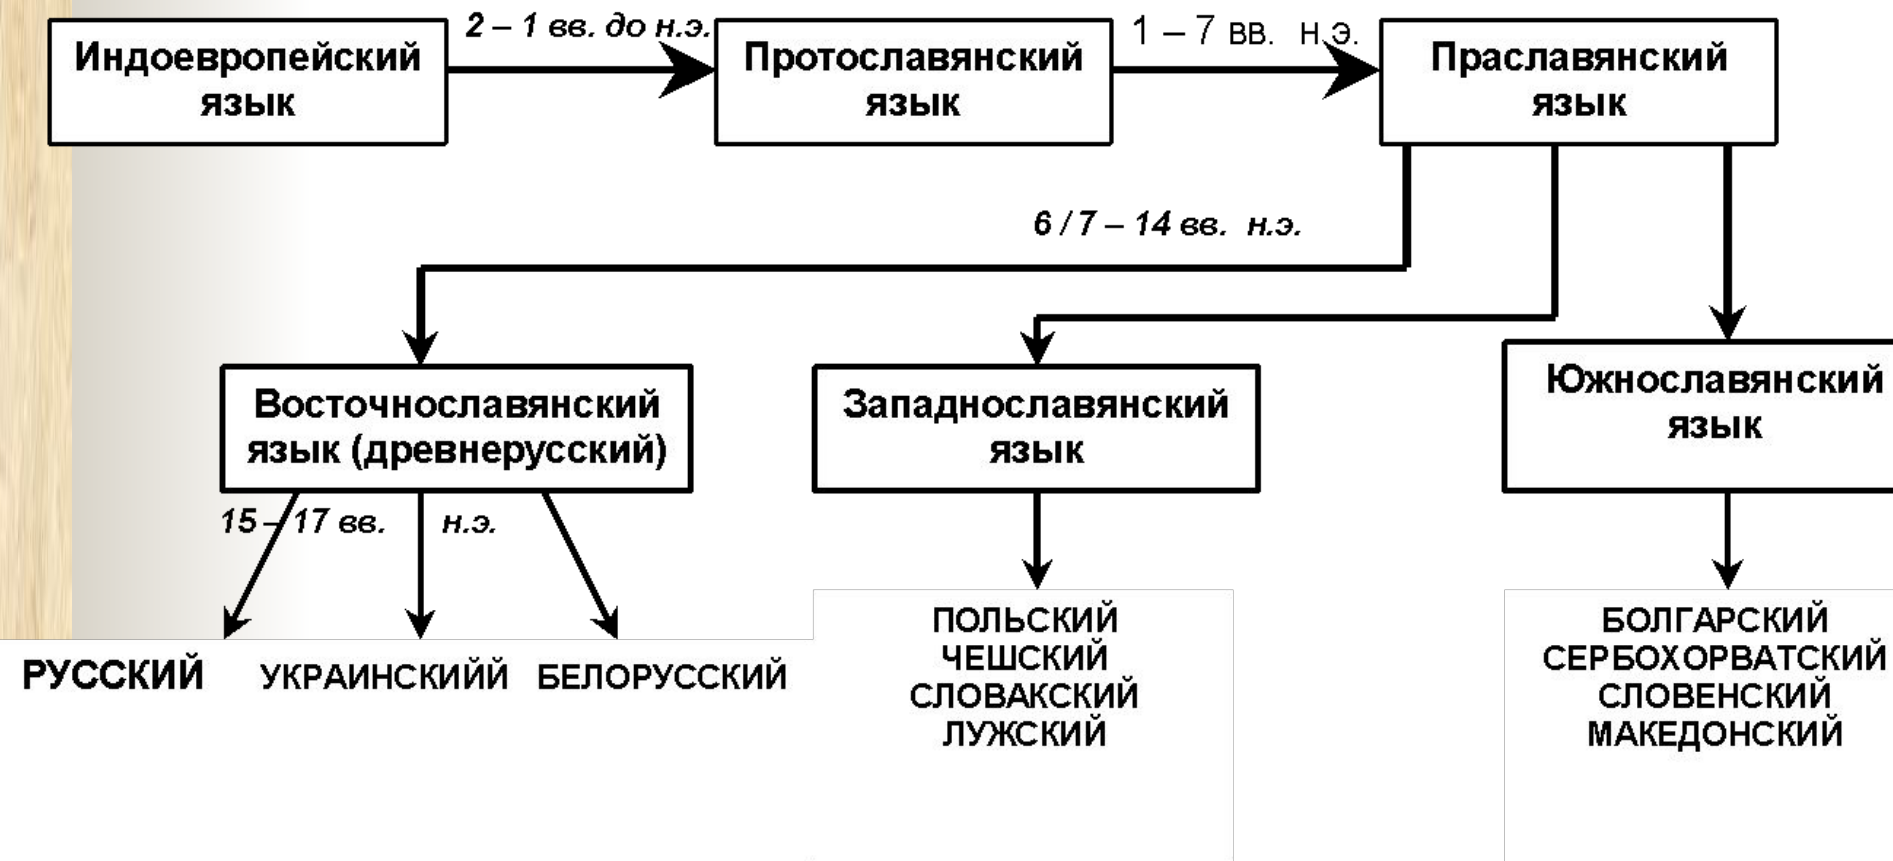 2 – 1 вв. до н.э.
1 – 7 вв. н.э.
Индоевропейский
язык
Протославянский
язык
Праславянский
язык
6 / 7 – 14 вв. н.э.
Восточнославянский
язык (древнерусский)
Западнославянский
язык
Южнославянский
язык
15 – 17 вв. н.э.
РУССКИЙ
УКРАИНСКИЙЙ
БЕЛОРУССКИЙ
ПОЛЬСКИЙ
ЧЕШСКИЙ
СЛОВАКСКИЙ
ЛУЖСКИЙ
БОЛГАРСКИЙ
СЕРБОХОРВАТСКИЙ
СЛОВЕНСКИЙ
МАКЕДОНСКИЙ